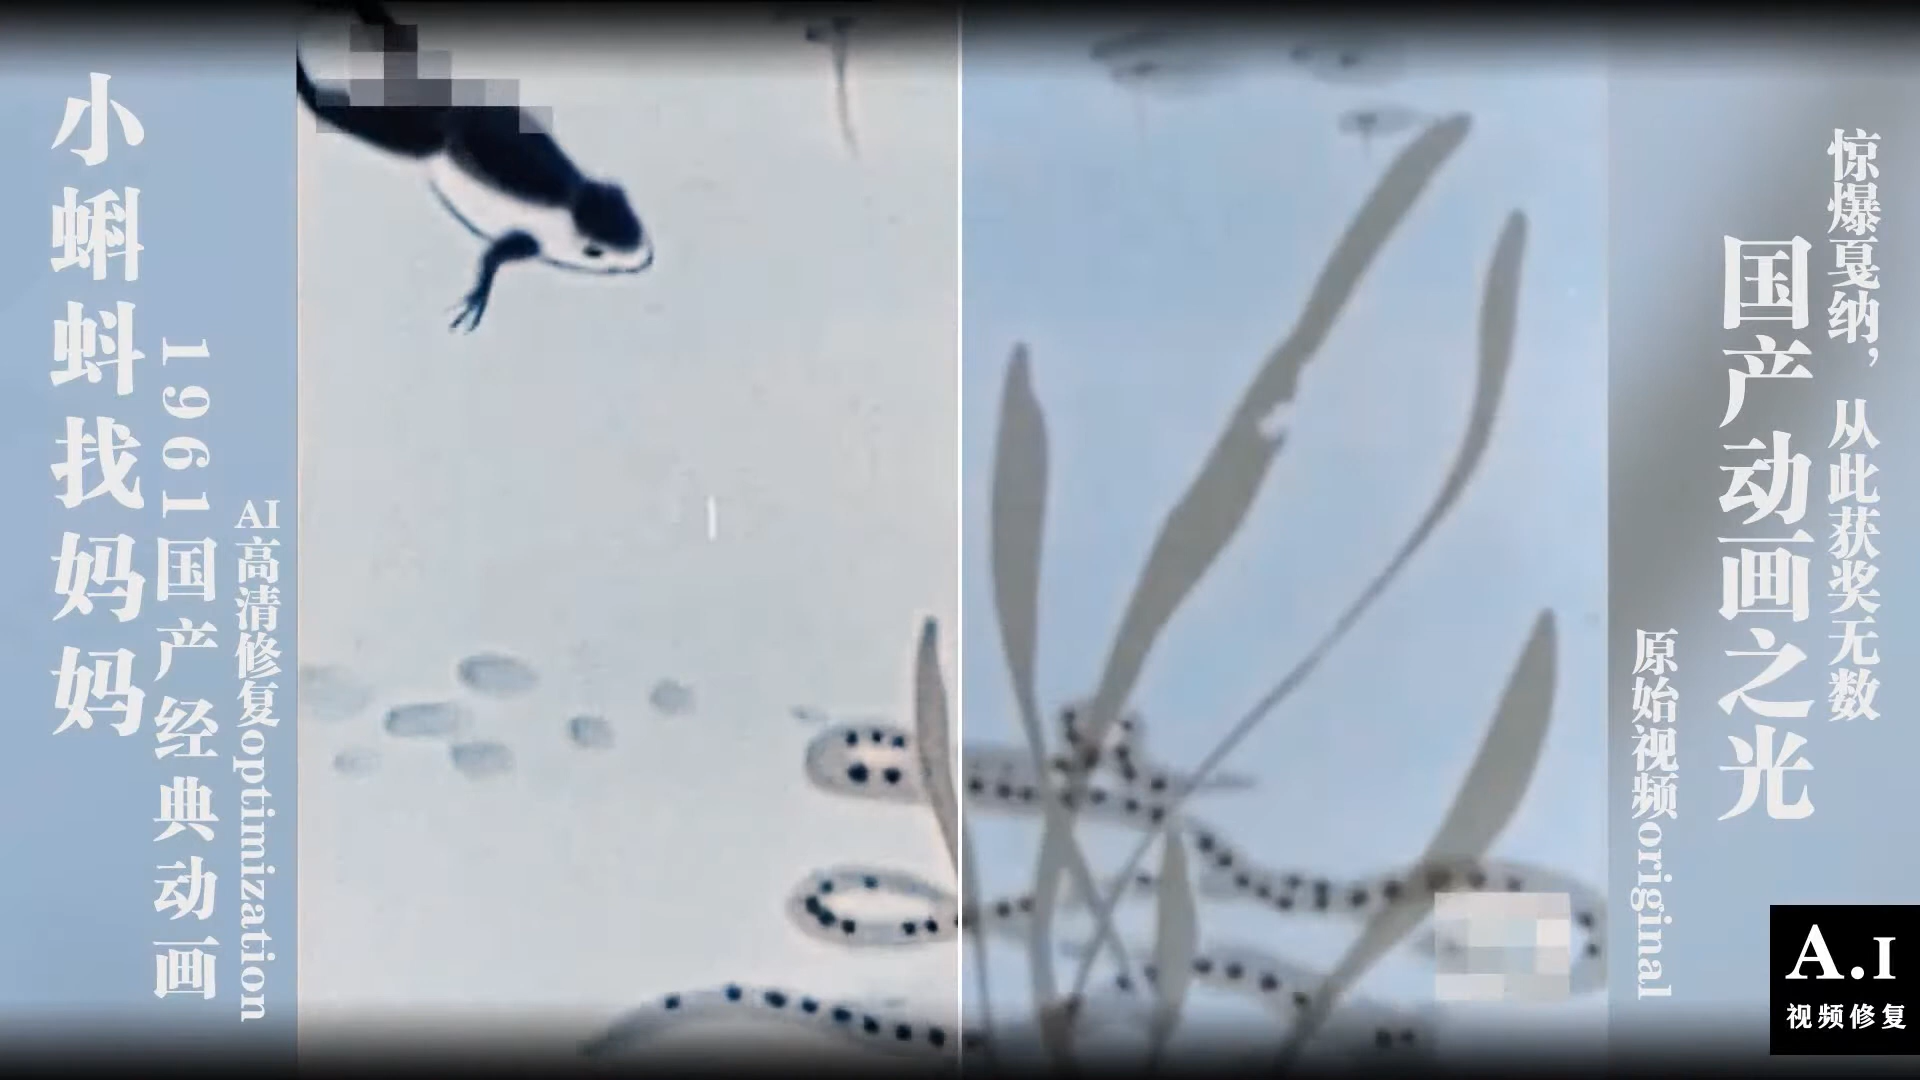 小蝌蚪找妈妈
1961国产经典动画
AI高清修复optimization
惊爆戛纳，从此获奖无数
国产动画之光
原始视频original
A.I
视频修复